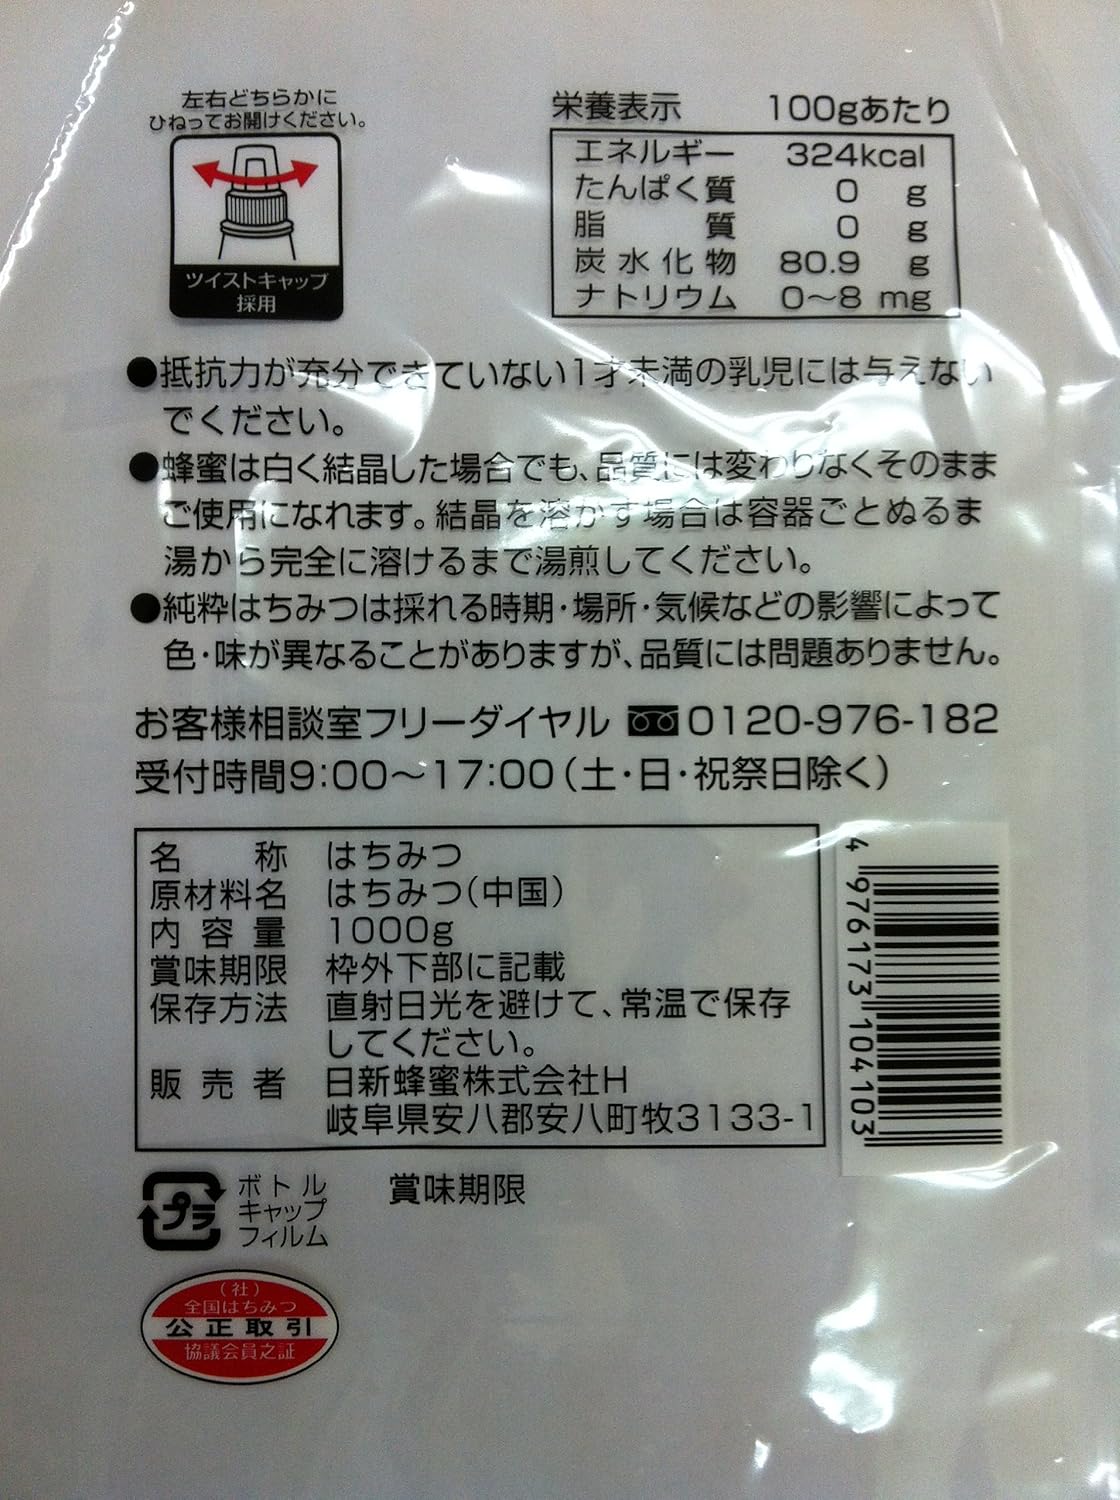 左右どちらかに
ひねってお開けください。
ツイストキャップ
採用
栄養表示 100gあたり
エネルギー 324kcal
たんぱく質 0 g
脂質 0 g
炭水化物 80.9 g
ナトリウム 0〜8 mg
●抵抗力が充分できていない1才未満の乳児には与えない
でください。
●蜂蜜は白く結晶した場合でも、品質には変わりなくそのまま
ご使用になれます。結晶を溶かす場合は容器ごとぬるま
湯から完全に溶けるまで湯煎してください。
●純粋はちみつは採れる時期・場所・気候などの影響によって
色・味が異なることがありますが、品質には問題ありません。
お客様相談室フリーダイヤル 0120-976-182
受付時間9:00〜17:00(土・日・祝祭日除く)
名称 はちみつ
原材料名 はちみつ(中国)
内容量 1000g
賞味期限 枠外下部に記載
保存方法 直射日光を避けて、常温で保存
してください。
販売者 日新蜂蜜株式会社H
岐阜県安八郡安八町牧3133-1
4 976173 104103
プラ
ボトル
キャップ
フィルム
賞味期限
(社)
全国はちみつ
公正取引
協議会員之証